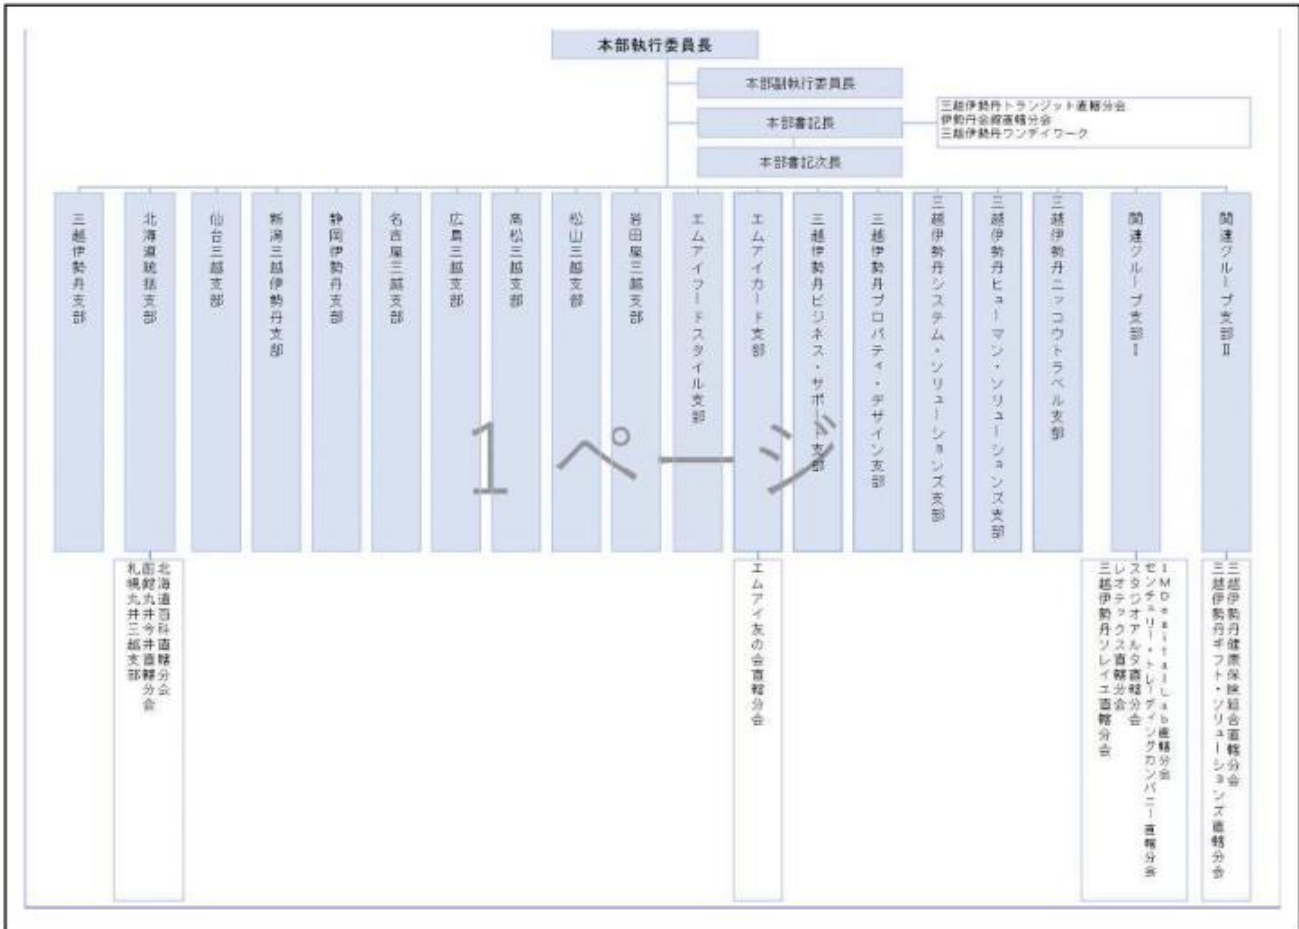 本部執行委員長
本部副執行委員長
本部書記長
三越伊勢丹トランジット直轄分会
伊勢丹会館直轄分会
三越伊勢丹ワンデイワーク
本部書記次長
三越伊勢丹支部
北海道統括支部
仙台三越支部
新潟三越伊勢丹支部
静岡伊勢丹支部
名古屋三越支部
広島三越支部
高松三越支部
松山三越支部
岩田屋三越支部
エムアイフードスタイル支部
エムアイカード支部
三越伊勢丹ビジネス・サポート支部
三越伊勢丹プロパティ・デザイン支部
三越伊勢丹システム・ソリューションズ支部
三越伊勢丹ヒューマン・ソリューションズ支部
三越伊勢丹ニッコウトラベル支部
関連グループ支部Ⅰ
関連グループ支部Ⅱ
1 ページ
北海道百科直轄分会
函館丸井今井直轄分会
札幌丸井三越支部
エムアイ友の会直轄分会
IMDigitalLab直轄分会
センチュリー・トレーディングカンパニー直轄分会
スタジオアルタ直轄分会
レオテックス直轄分会
三越伊勢丹ソレイユ直轄分会
三越伊勢丹健康保険組合直轄分会
三越伊勢丹ギフト・ソリューションズ直轄分会